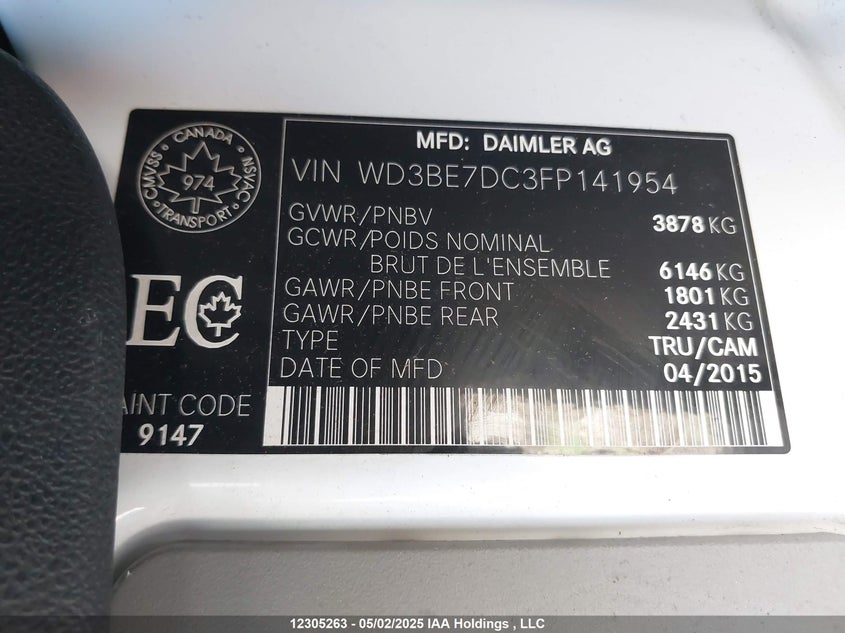 MFD: DAIMLER AG
CANADA
CMVSS 974 NSVAC
TRANSPORT
VIN WD3BE7DC3FP141954
GVWR/PNBV 3878 KG
GCWR/POIDS NOMINAL
BRUT DE L'ENSEMBLE 6146 KG
GAWR/PNBE FRONT 1801 KG
GAWR/PNBE REAR 2431 KG
TYPE TRU/CAM
DATE OF MFD 04/2015
EC
AINT CODE
9147
12305263 - 05/02/2025 IAA Holdings , LLC